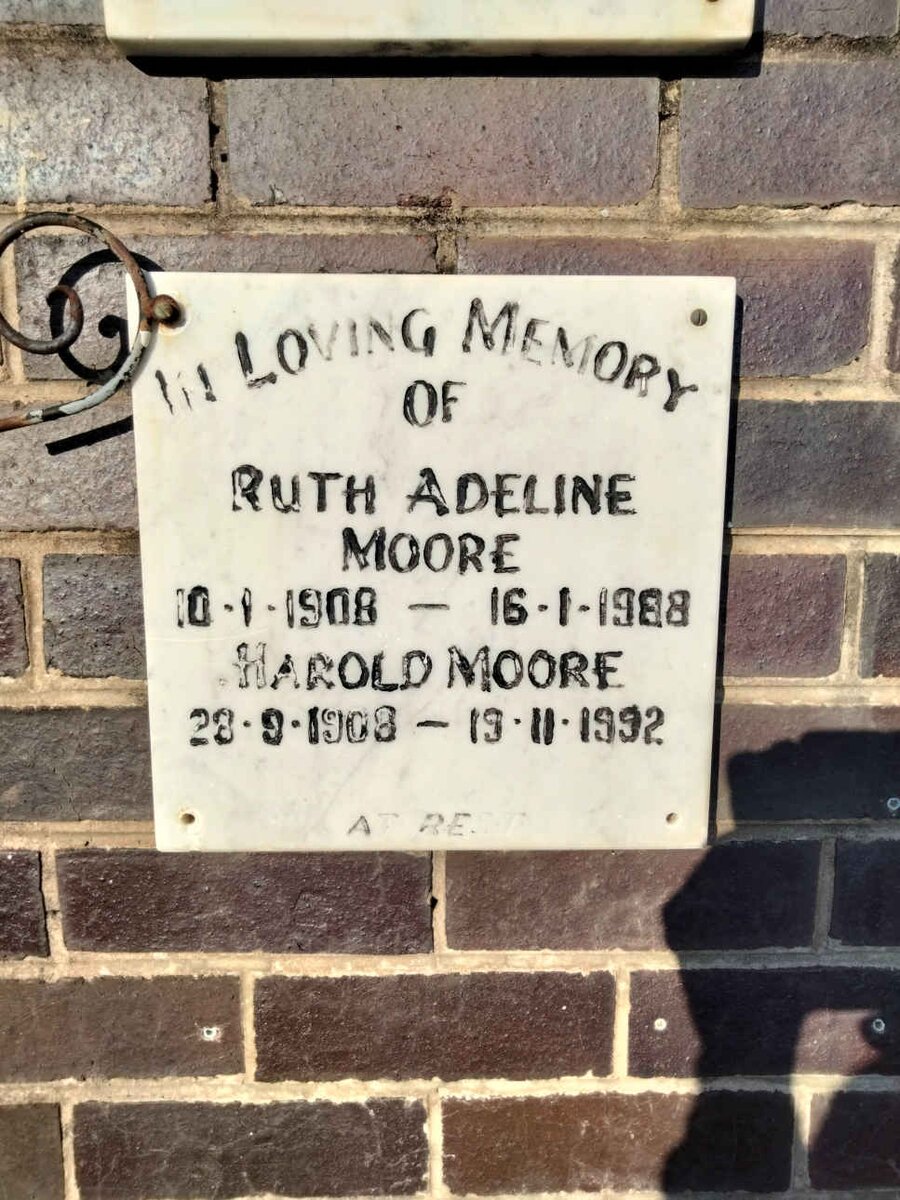 IN LOVING MEMORY
OF
RUTH ADELINE
MOORE
10·1·1908 — 16·1·1988
HAROLD MOORE
28·9·1908 — 19·11·1992
AT REST